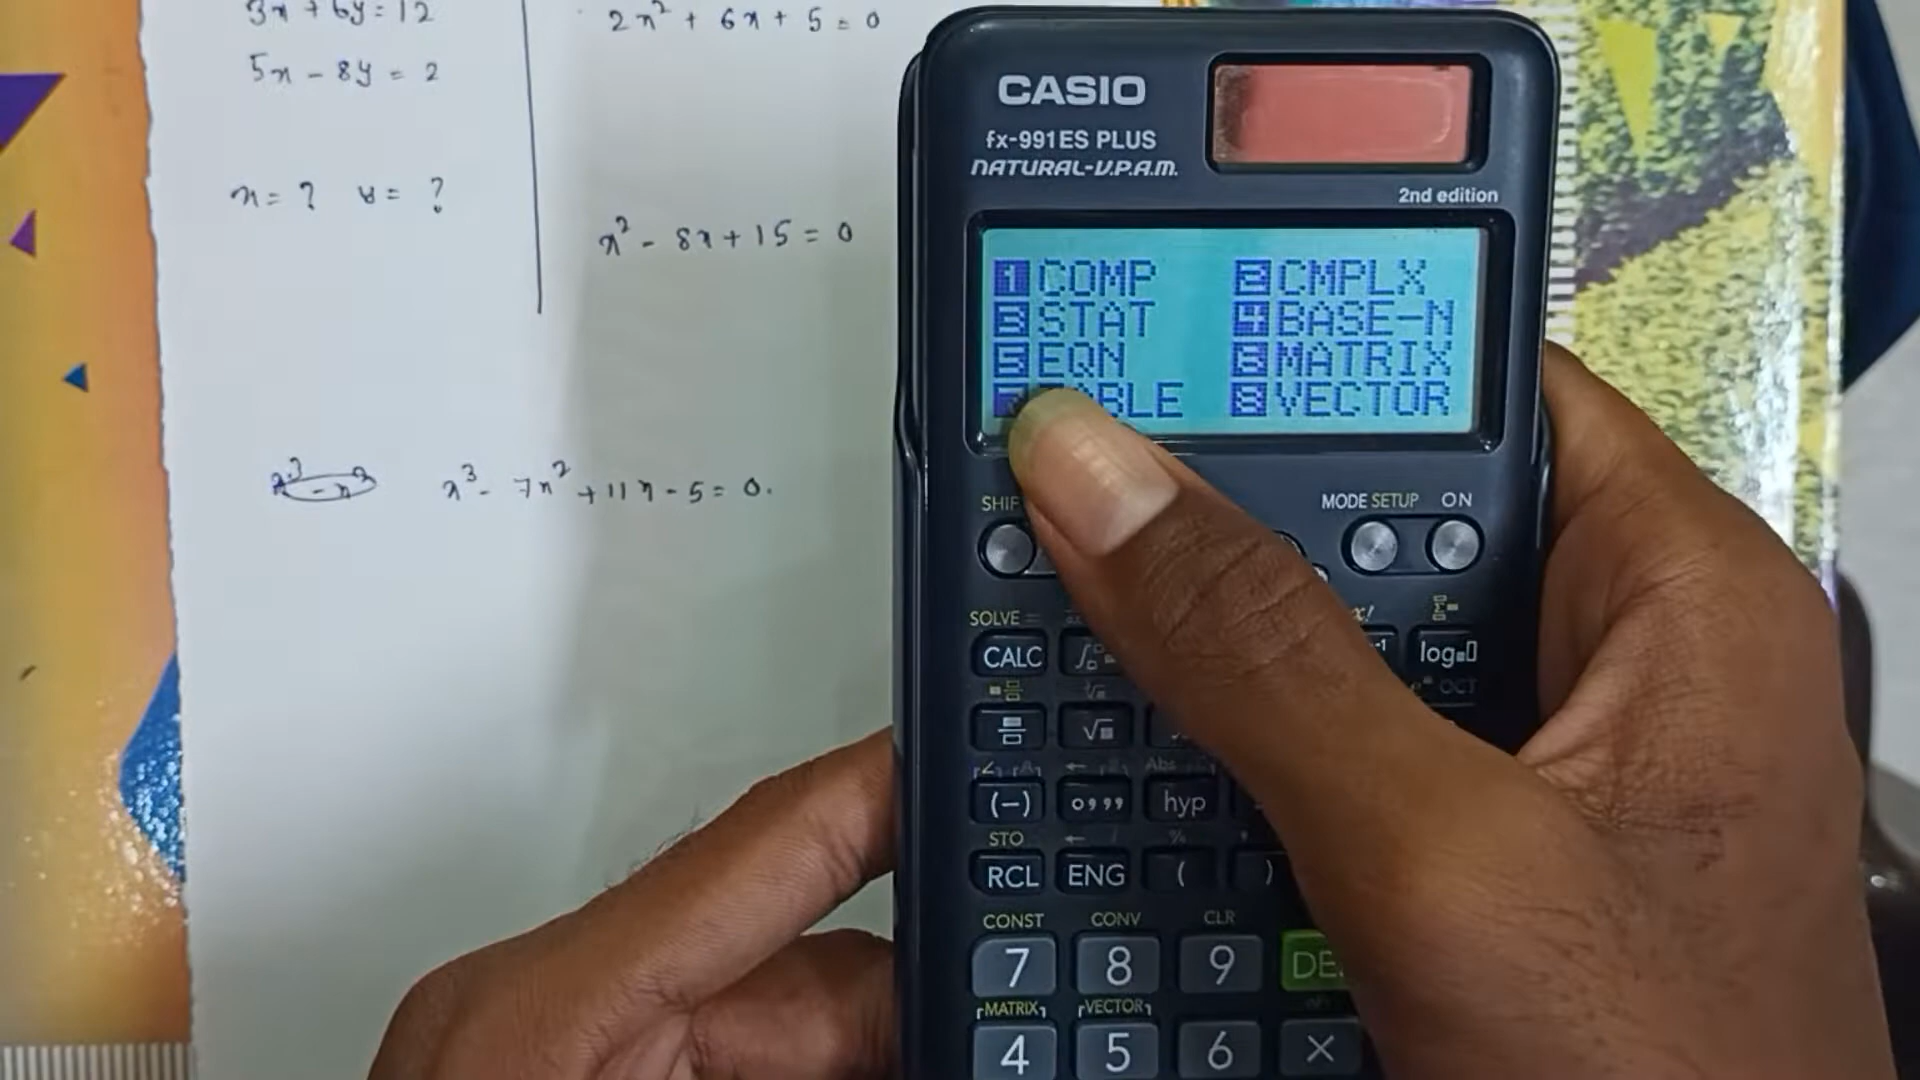 3x + 6y = 12
5x - 8y = 2
x = ? y = ?
2x² + 6x + 5 = 0
x² - 8x + 15 = 0
x³ - 7x² + 11x - 5 = 0.
CASIO
fx-991ES PLUS
NATURAL-V.P.A.M.
2nd edition
1 COMP 2 CMPLX
3 STAT 4 BASE-N
5 EQN 6 MATRIX
8 VECTOR
MODE SETUP ON
SOLVE = x!
CALC log
Abs
(−) hyp
STO ← %
RCL ENG ( )
CONST CONV CLR
7 8 9
MATRIX VECTOR
4 5 6 ×